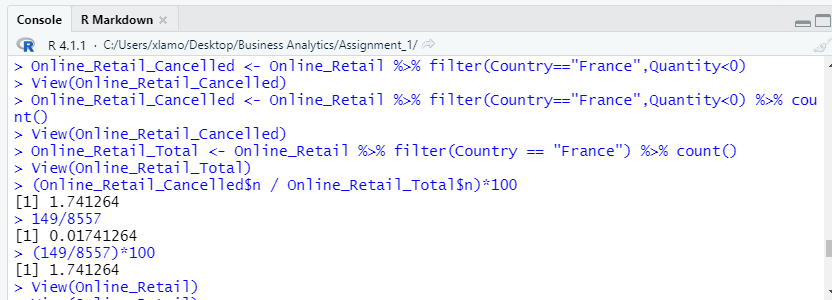 Console R Markdown ×
R 4.1.1 · C:/Users/xlamo/Desktop/Business Analytics/Assignment_1/
> Online_Retail_Cancelled <- Online_Retail %>% filter(Country=="France",Quantity<0)
> View(Online_Retail_Cancelled)
> Online_Retail_Cancelled <- Online_Retail %>% filter(Country=="France",Quantity<0) %>% cou
nt()
> View(Online_Retail_Cancelled)
> Online_Retail_Total <- Online_Retail %>% filter(Country == "France") %>% count()
> View(Online_Retail_Total)
> (Online_Retail_Cancelled$n / Online_Retail_Total$n)*100
[1] 1.741264
> 149/8557
[1] 0.01741264
> (149/8557)*100
[1] 1.741264
> View(Online_Retail)